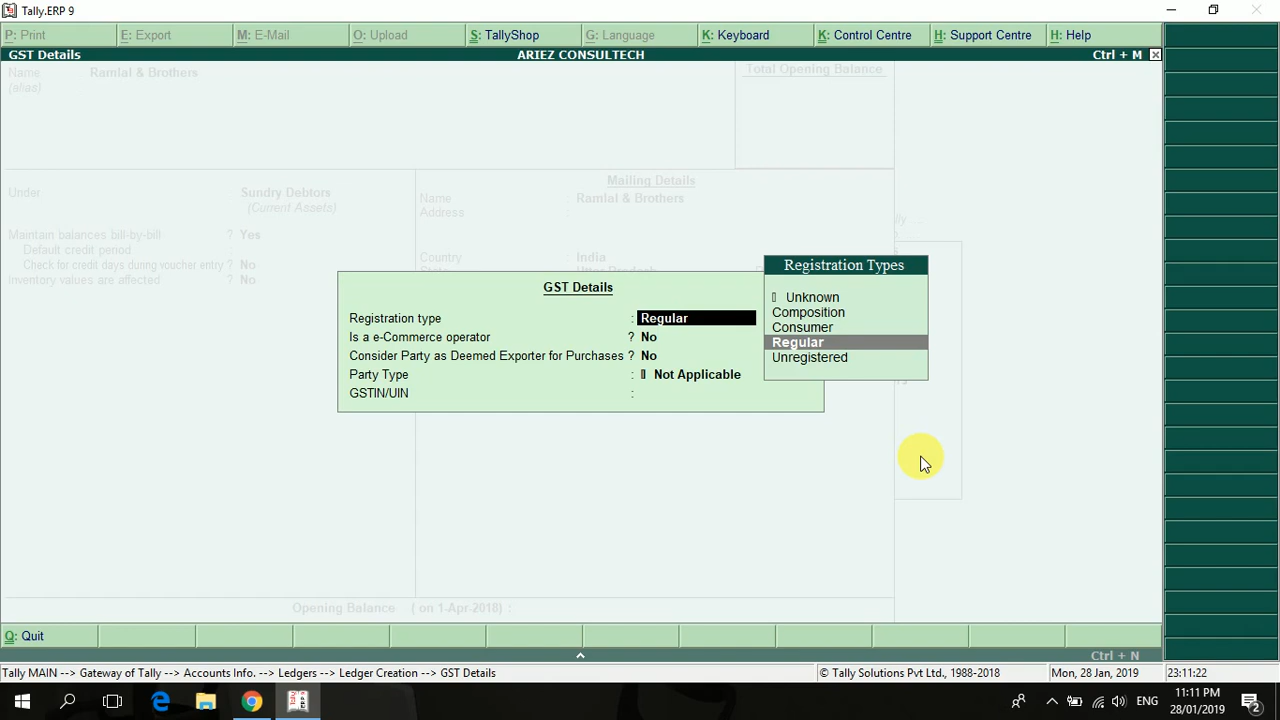 Tally.ERP 9
P: Print E: Export M: E-Mail O: Upload S: TallyShop G: Language K: Keyboard K: Control Centre H: Support Centre H: Help
GST Details ARIEZ CONSULTECH Ctrl + M
Name Ramlal & Brothers Total Opening Balance
(alias)
Mailing Details
Under Sundry Debtors Name Ramlal & Brothers
(Current Assets) Address
Maintain balances bill-by-bill ? Yes
Default credit period :
Check for credit days during voucher entry ? No
Inventory values are affected ? No
Country India
State Uttar Pradesh
GST Details
Registration type : Regular
Is a e-Commerce operator ? No
Consider Party as Deemed Exporter for Purchases ? No
Party Type : Not Applicable
GSTIN/UIN :
Registration Types
Unknown
Composition
Consumer
Regular
Unregistered
Opening Balance ( on 1-Apr-2018) :
Q: Quit
Ctrl + N
Tally MAIN --> Gateway of Tally --> Accounts Info. --> Ledgers --> Ledger Creation --> GST Details © Tally Solutions Pvt Ltd., 1988-2018 Mon, 28 Jan, 2019 23:11:22
ENG 11:11 PM
28/01/2019 2